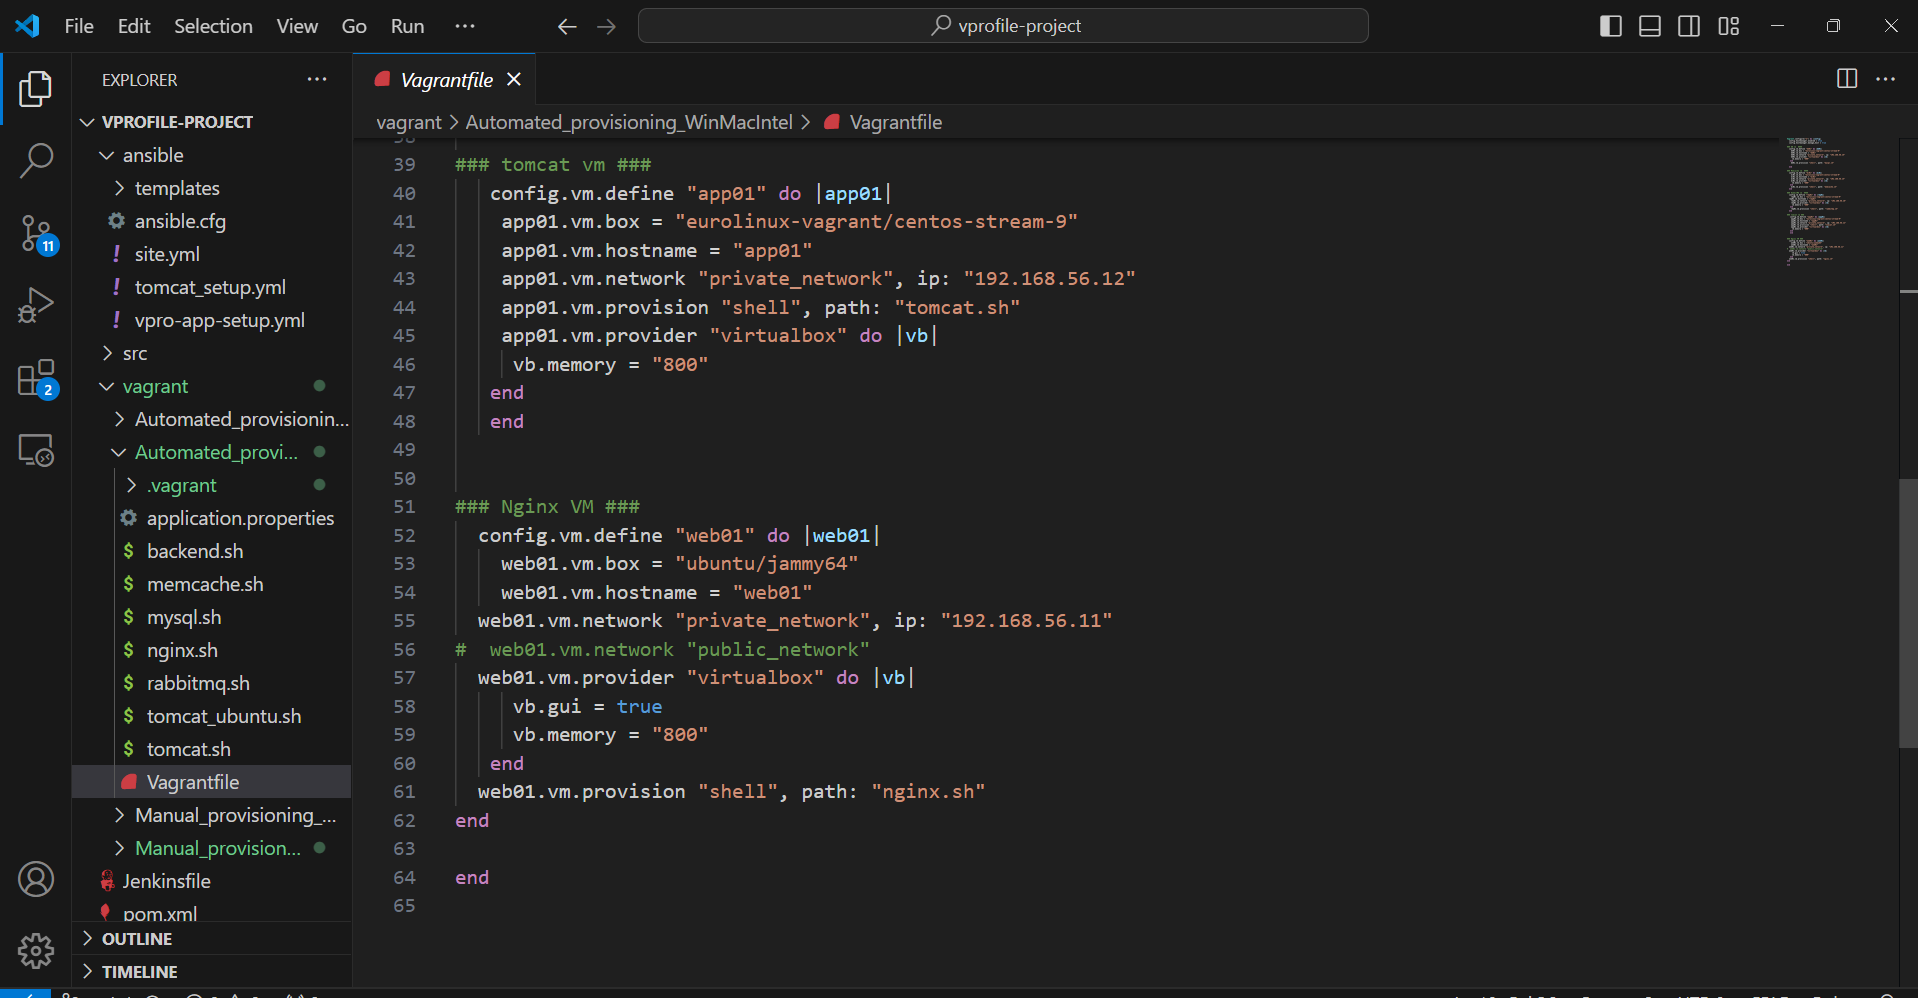 File Edit Selection View Go Run ···
vprofile-project
EXPLORER
VPROFILE-PROJECT
ansible
templates
ansible.cfg
! site.yml
! tomcat_setup.yml
! vpro-app-setup.yml
src
vagrant
Automated_provisionin...
Automated_provi...
.vagrant
application.properties
$ backend.sh
$ memcache.sh
$ mysql.sh
$ nginx.sh
$ rabbitmq.sh
$ tomcat_ubuntu.sh
$ tomcat.sh
Vagrantfile
Manual_provisioning_...
Manual_provision...
Jenkinsfile
pom.xml
OUTLINE
TIMELINE
11
2
Vagrantfile
vagrant > Automated_provisioning_WinMacIntel > Vagrantfile
38
39 ### tomcat vm ###
40 config.vm.define "app01" do |app01|
41 app01.vm.box = "eurolinux-vagrant/centos-stream-9"
42 app01.vm.hostname = "app01"
43 app01.vm.network "private_network", ip: "192.168.56.12"
44 app01.vm.provision "shell", path: "tomcat.sh"
45 app01.vm.provider "virtualbox" do |vb|
46 vb.memory = "800"
47 end
48 end
49
50
51 ### Nginx VM ###
52 config.vm.define "web01" do |web01|
53 web01.vm.box = "ubuntu/jammy64"
54 web01.vm.hostname = "web01"
55 web01.vm.network "private_network", ip: "192.168.56.11"
56 # web01.vm.network "public_network"
57 web01.vm.provider "virtualbox" do |vb|
58 vb.gui = true
59 vb.memory = "800"
60 end
61 web01.vm.provision "shell", path: "nginx.sh"
62 end
63
64 end
65